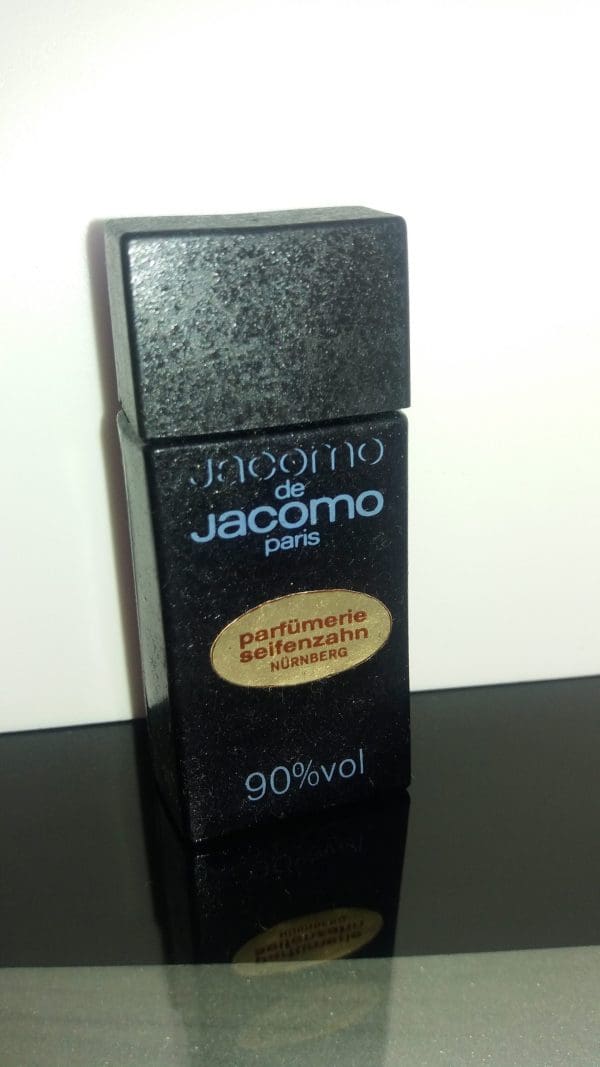 Jacomo
de
Jacomo
paris
parfümerie
seifenzahn
NÜRNBERG
90%vol